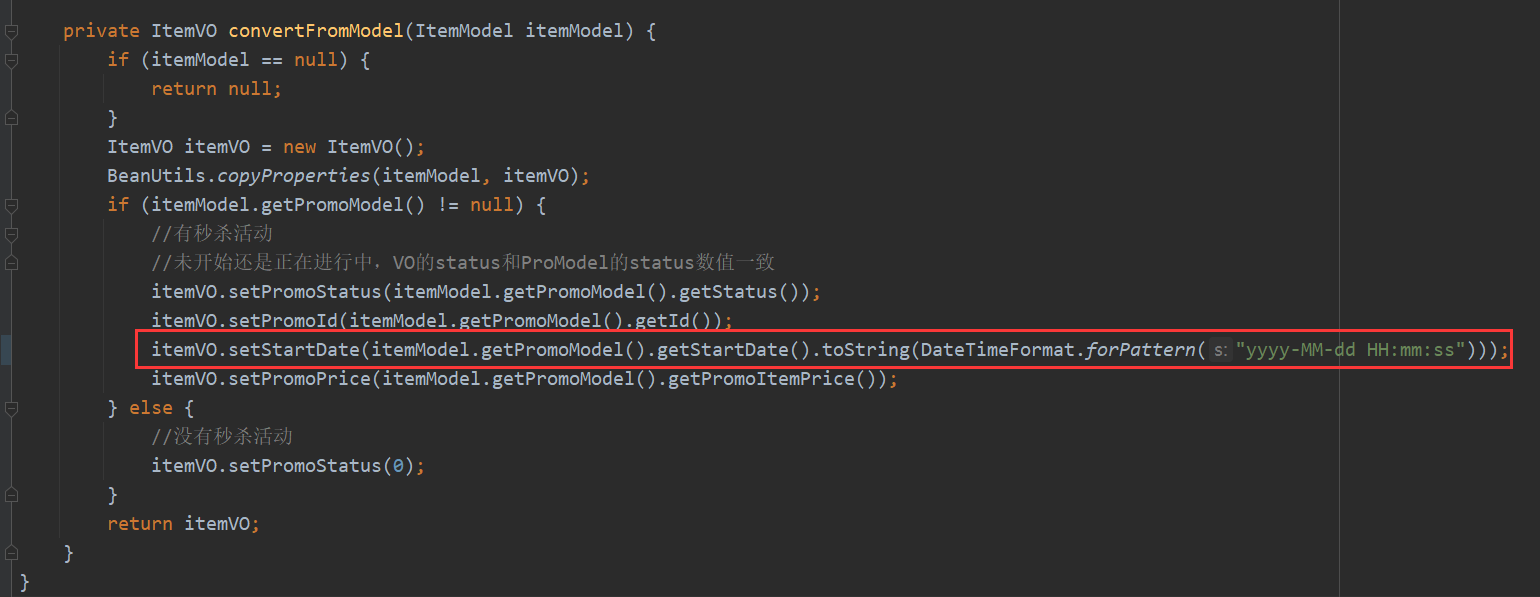 private ItemVO convertFromModel(ItemModel itemModel) {
if (itemModel == null) {
return null;
}
ItemVO itemVO = new ItemVO();
BeanUtils.copyProperties(itemModel, itemVO);
if (itemModel.getPromoModel() != null) {
//有秒杀活动
//未开始还是正在进行中，VO的status和ProModel的status数值一致
itemVO.setPromoStatus(itemModel.getPromoModel().getStatus());
itemVO.setPromoId(itemModel.getPromoModel().getId());
itemVO.setStartDate(itemModel.getPromoModel().getStartDate().toString(DateTimeFormat.forPattern( s: "yyyy-MM-dd HH:mm:ss")));
itemVO.setPromoPrice(itemModel.getPromoModel().getPromoItemPrice());
} else {
//没有秒杀活动
itemVO.setPromoStatus(0);
}
return itemVO;
}
}